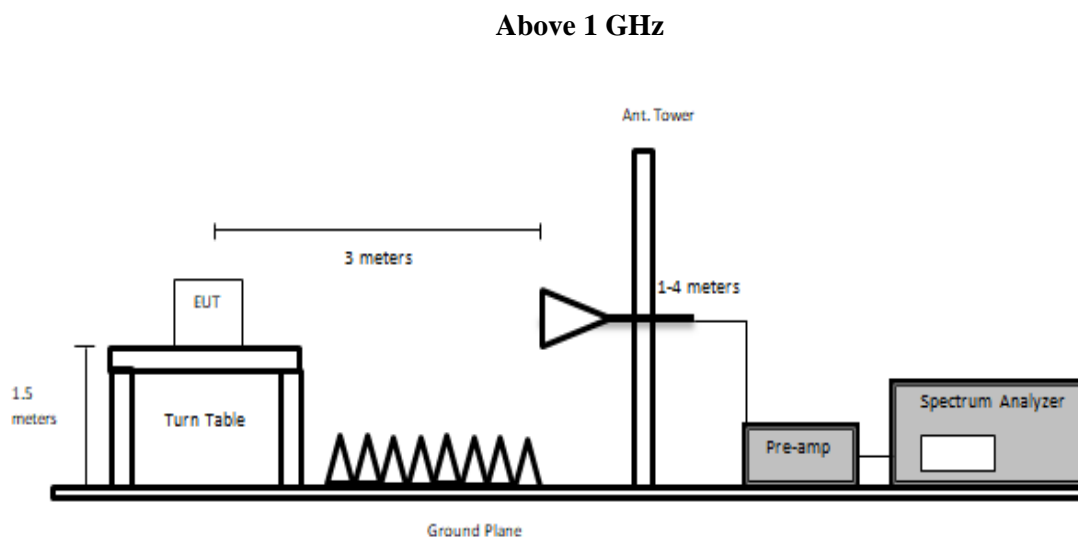 Above 1 GHz
Ant. Tower
3 meters
1-4 meters
EUT
1.5
meters
Turn Table
Spectrum Analyzer
Pre-amp
Ground Plane